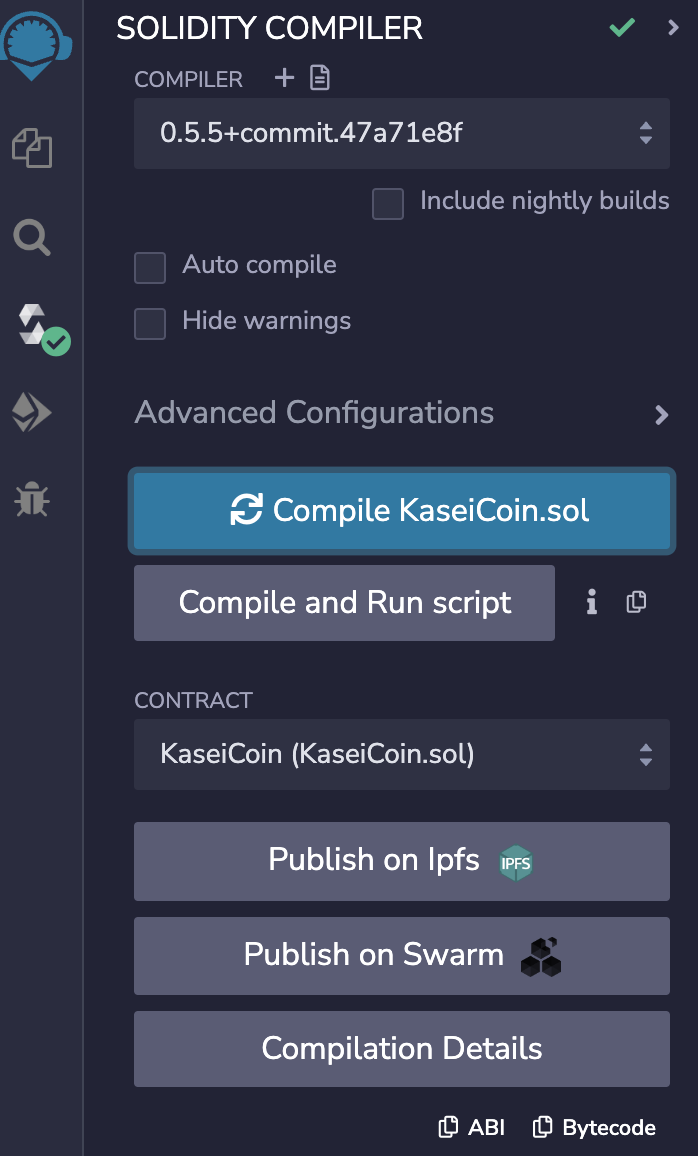 SOLIDITY COMPILER
COMPILER
0.5.5+commit.47a71e8f
Include nightly builds
Auto compile
Hide warnings
Advanced Configurations
Compile KaseiCoin.sol
Compile and Run script
CONTRACT
KaseiCoin (KaseiCoin.sol)
Publish on Ipfs IPFS
Publish on Swarm
Compilation Details
ABI Bytecode